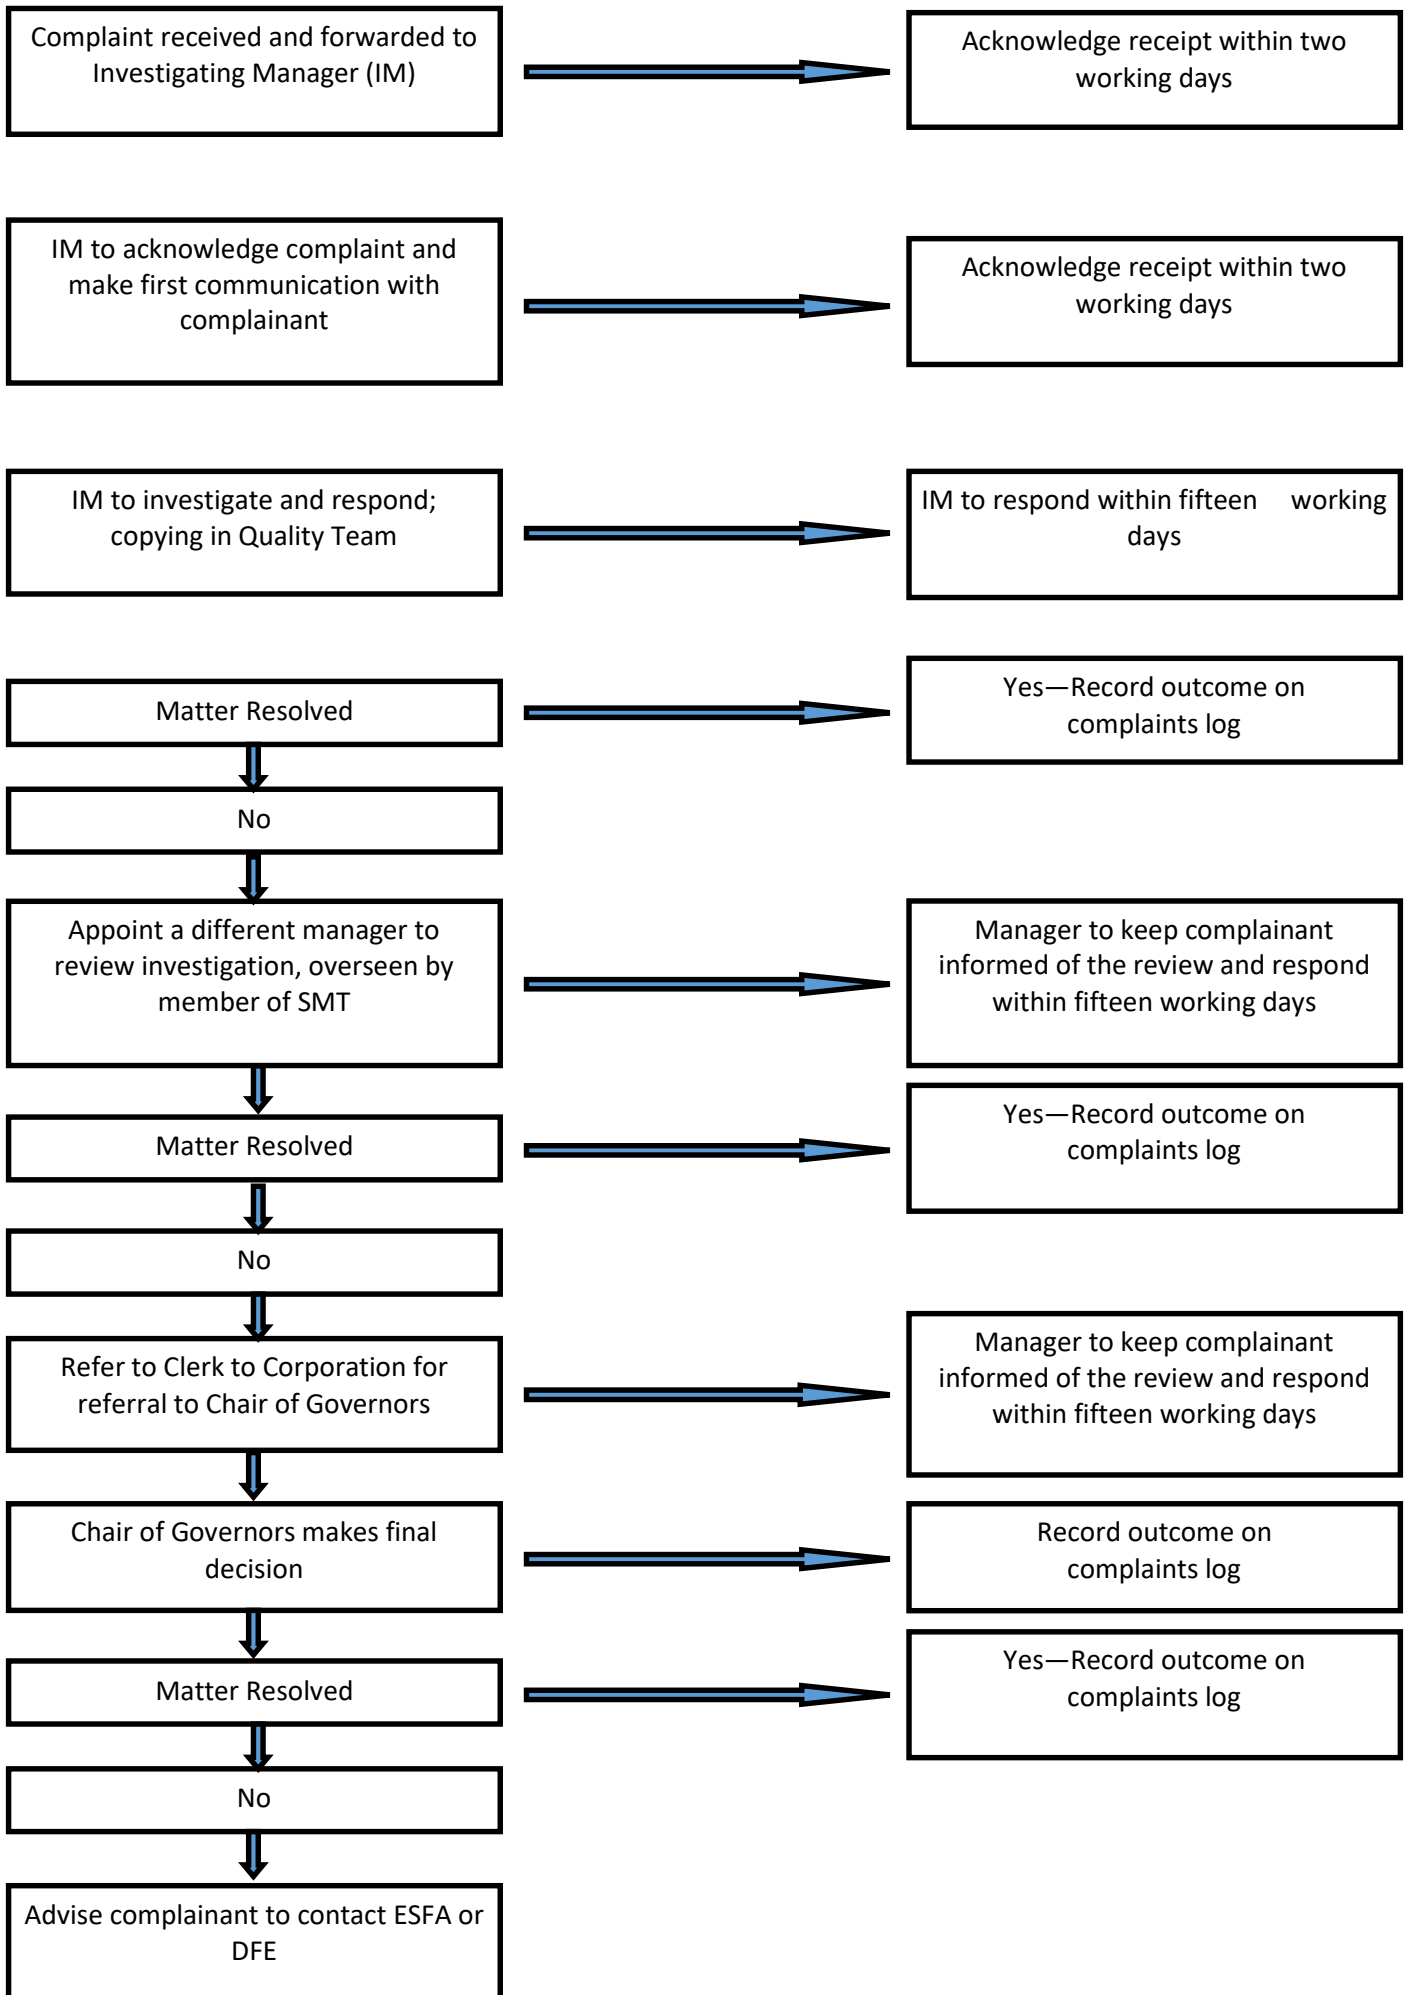 Complaint received and forwarded to
Investigating Manager (IM)
Acknowledge receipt within two
working days
IM to acknowledge complaint and
make first communication with
complainant
Acknowledge receipt within two
working days
IM to investigate and respond;
copying in Quality Team
IM to respond within fifteen working
days
Matter Resolved
Yes—Record outcome on
complaints log
No
Appoint a different manager to
review investigation, overseen by
member of SMT
Manager to keep complainant
informed of the review and respond
within fifteen working days
Matter Resolved
Yes—Record outcome on
complaints log
No
Refer to Clerk to Corporation for
referral to Chair of Governors
Manager to keep complainant
informed of the review and respond
within fifteen working days
Chair of Governors makes final
decision
Record outcome on
complaints log
Matter Resolved
Yes—Record outcome on
complaints log
No
Advise complainant to contact ESFA or
DFE